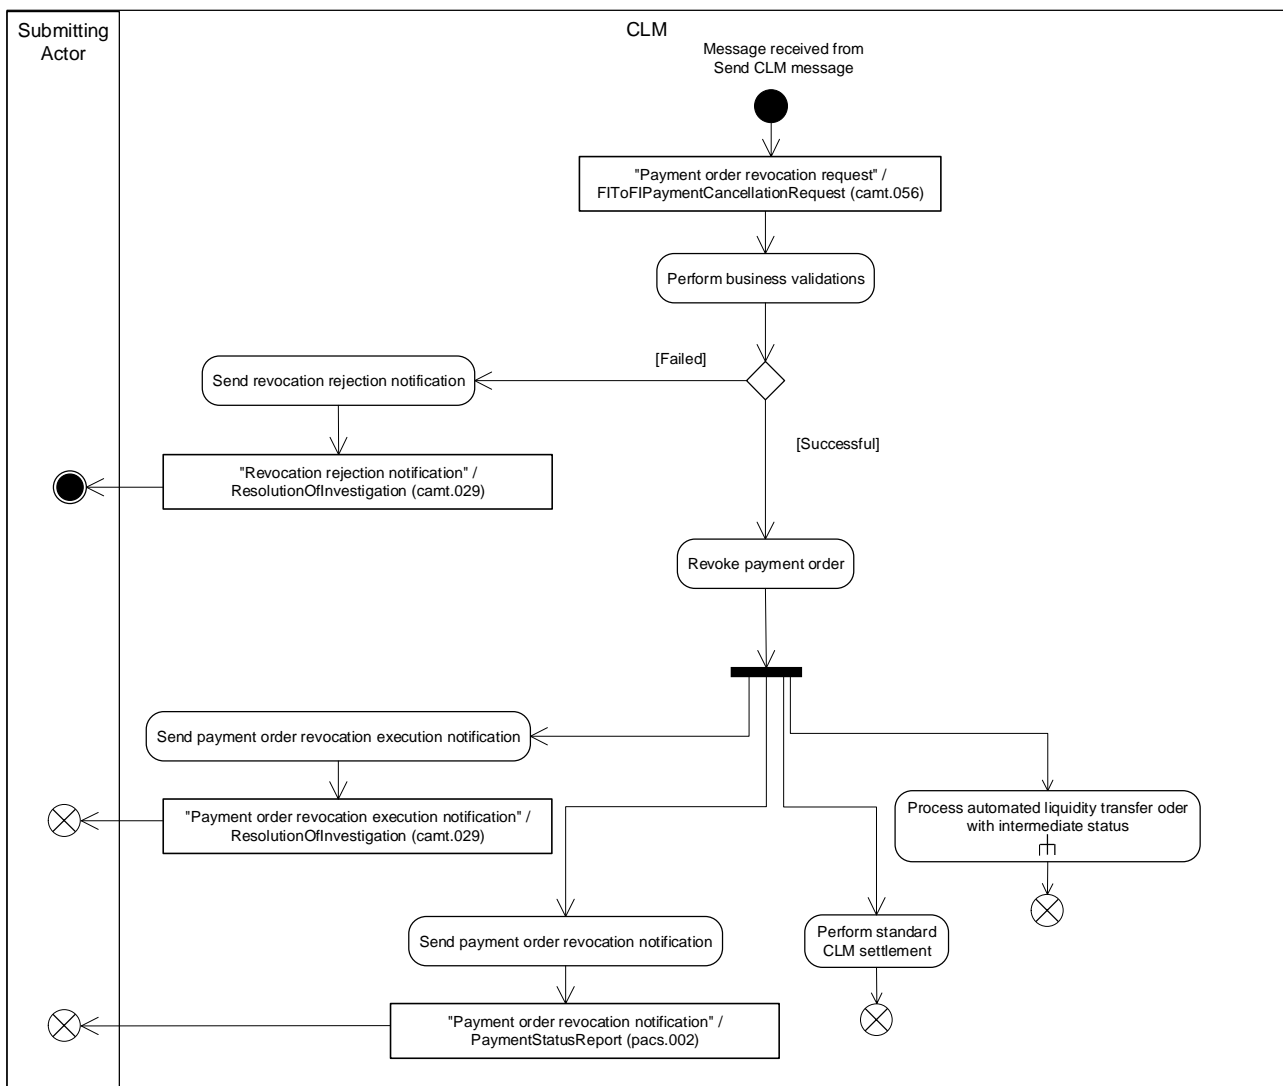 Submitting
Actor
CLM
Message received from
Send CLM message
"Payment order revocation request" /
FIToFIPaymentCancellationRequest (camt.056)
Perform business validations
[Failed]
Send revocation rejection notification
[Successful]
"Revocation rejection notification" /
ResolutionOfInvestigation (camt.029)
Revoke payment order
Send payment order revocation execution notification
"Payment order revocation execution notification" /
ResolutionOfInvestigation (camt.029)
Process automated liquidity transfer oder
with intermediate status
Send payment order revocation notification
Perform standard
CLM settlement
"Payment order revocation notification" /
PaymentStatusReport (pacs.002)